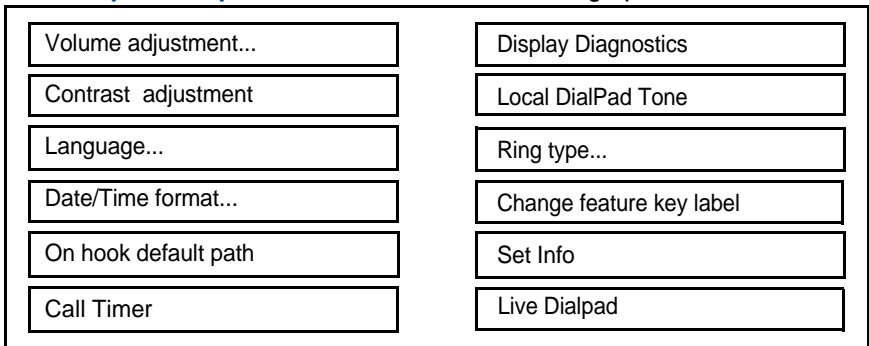 Volume adjustment...
Contrast adjustment
Language...
Date/Time format...
On hook default path
Call Timer
Display Diagnostics
Local DialPad Tone
Ring type...
Change feature key label
Set Info
Live Dialpad